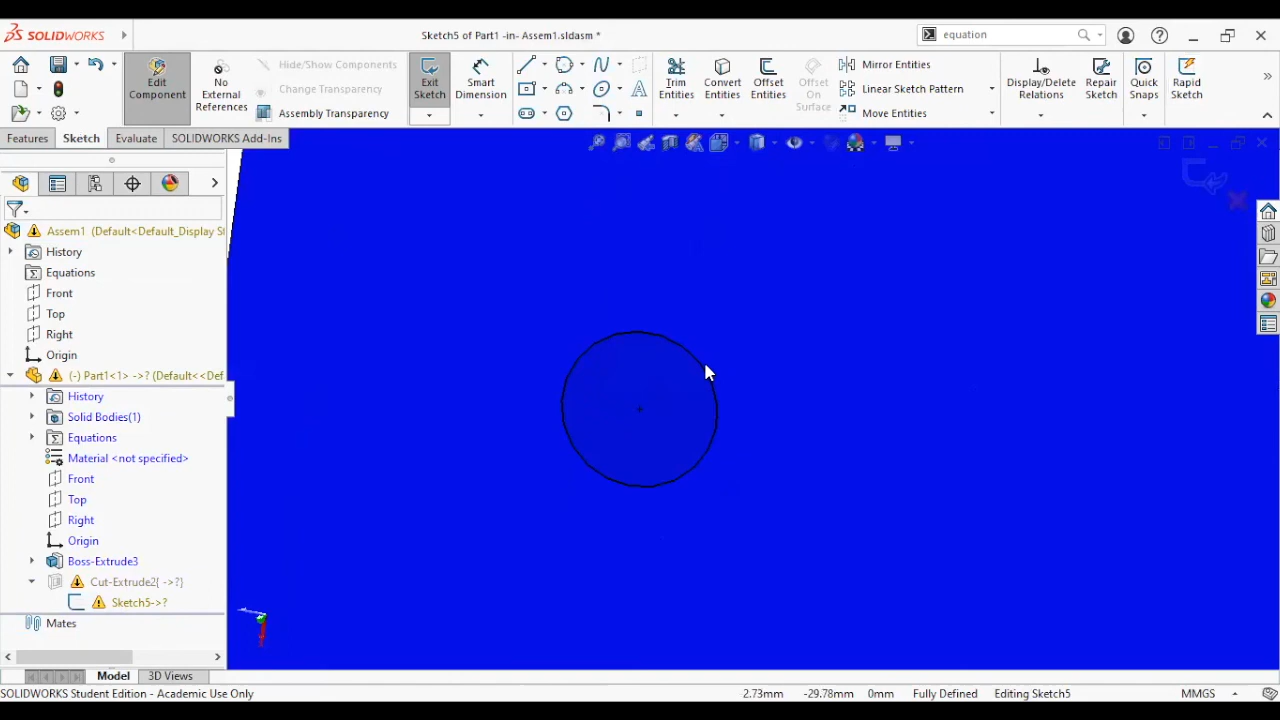 SOLIDWORKS
Sketch5 of Part1 -in- Assem1.sldasm *
equation
Edit Component
No External References
Hide/Show Components
Change Transparency
Assembly Transparency
Exit Sketch
Smart Dimension
Trim Entities
Convert Entities
Offset Entities
Offset On Surface
Mirror Entities
Linear Sketch Pattern
Move Entities
Display/Delete Relations
Repair Sketch
Quick Snaps
Rapid Sketch
Features
Sketch
Evaluate
SOLIDWORKS Add-Ins
Assem1 (Default<Default_Display S
History
Equations
Front
Top
Right
Origin
(-) Part1<1> ->? (Default<<Def
History
Solid Bodies(1)
Equations
Material <not specified>
Front
Top
Right
Origin
Boss-Extrude3
Cut-Extrude2{ ->?}
Sketch5->?
Mates
Model
3D Views
SOLIDWORKS Student Edition - Academic Use Only
2.73mm
-29.78mm
0mm
Fully Defined
Editing Sketch5
MMGS